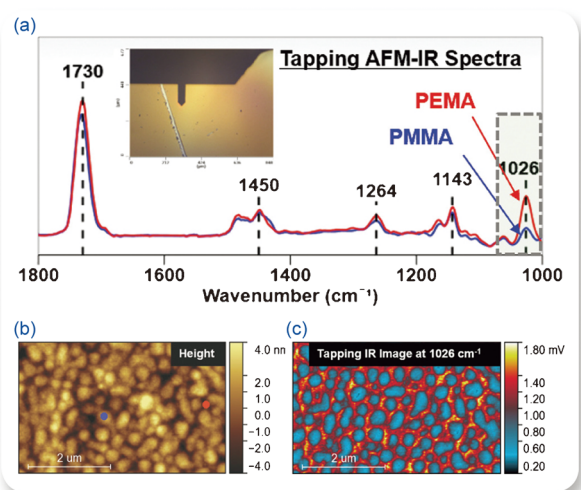 (a)
Tapping AFM-IR Spectra
1730
PEMA
PMMA
1026
1450
1264
1143
1800
1600
1400
1200
1000
Wavenumber (cm⁻¹)
(b)
(c)
Height
4.0 nm
2.0
1.0
0.0
−1.0
−2.0
−4.0
2 um
Tapping IR Image at 1026 cm-1
1.80 mV
1.40
1.20
1.00
0.80
0.60
0.20
2 um